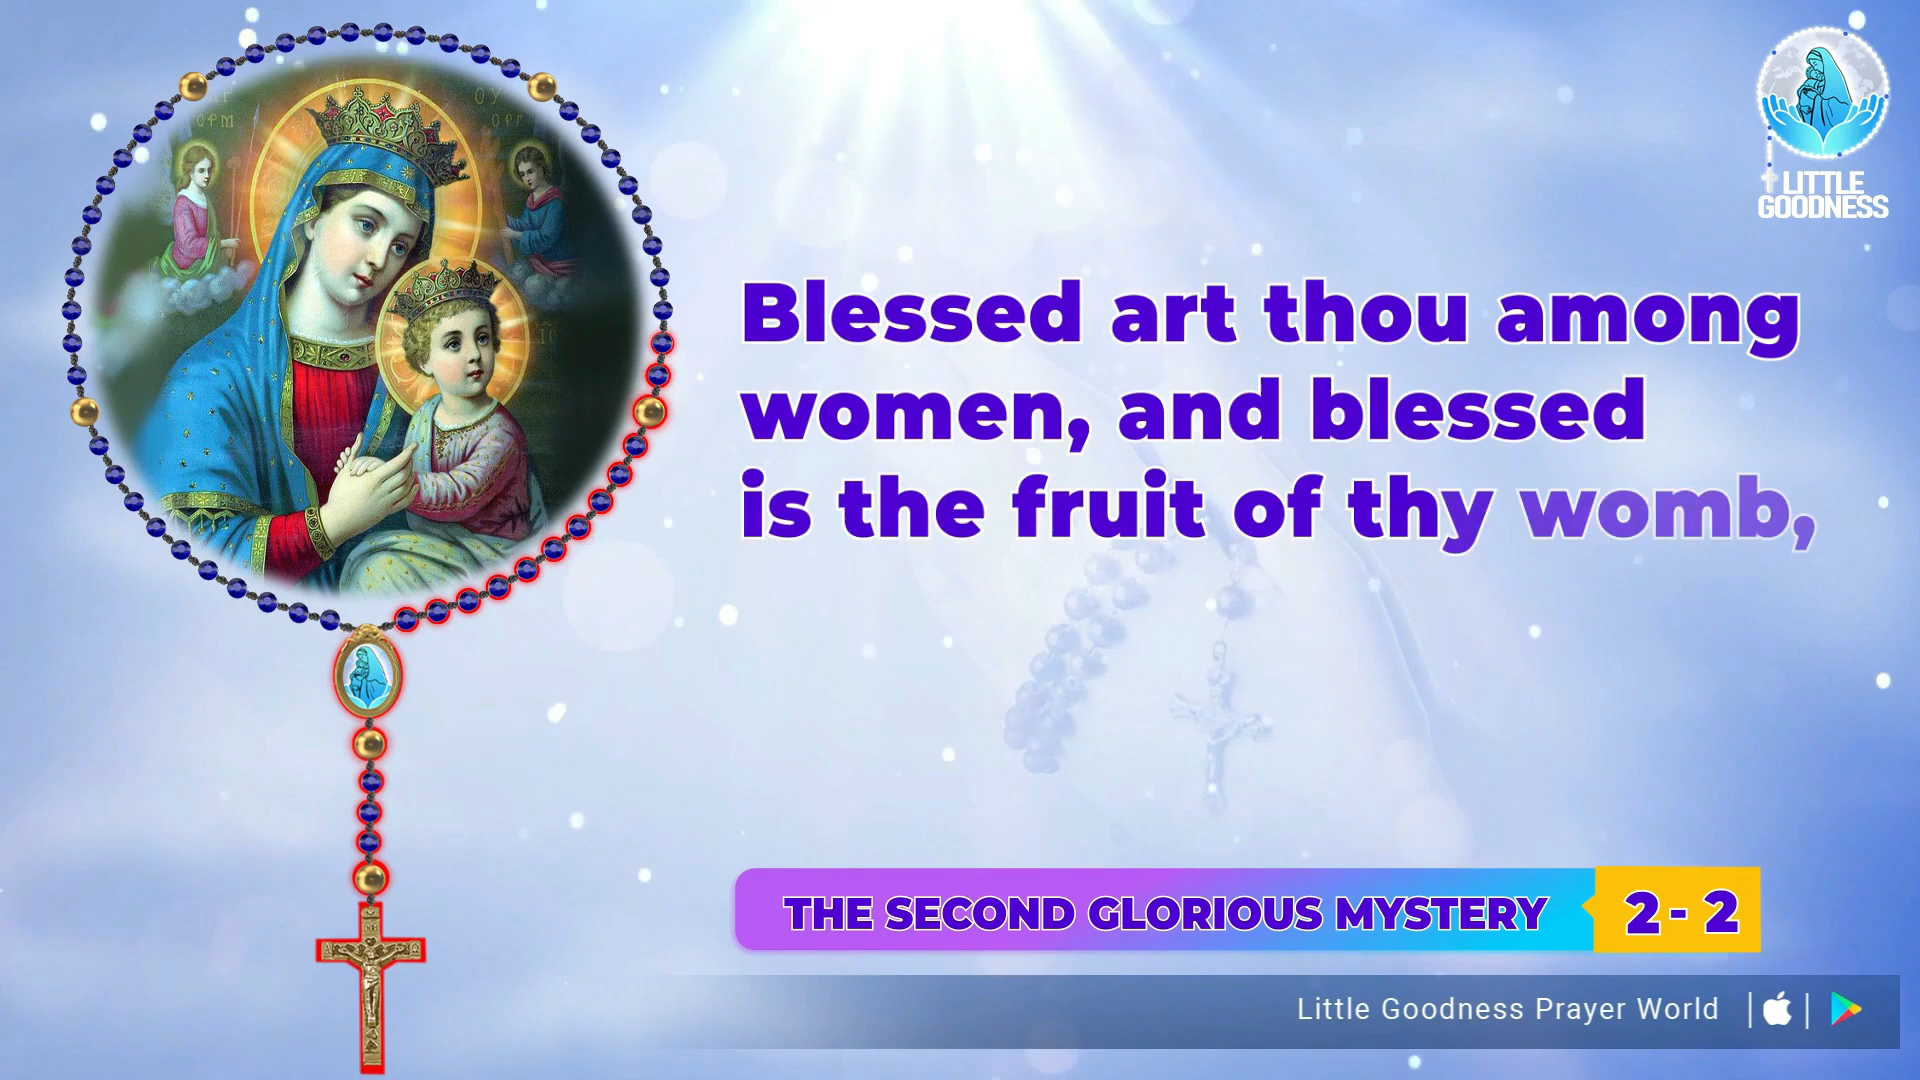 LITTLE
GOODNESS
Blessed art thou among
women, and blessed
is the fruit of thy womb,
THE SECOND GLORIOUS MYSTERY 2 - 2
Little Goodness Prayer World